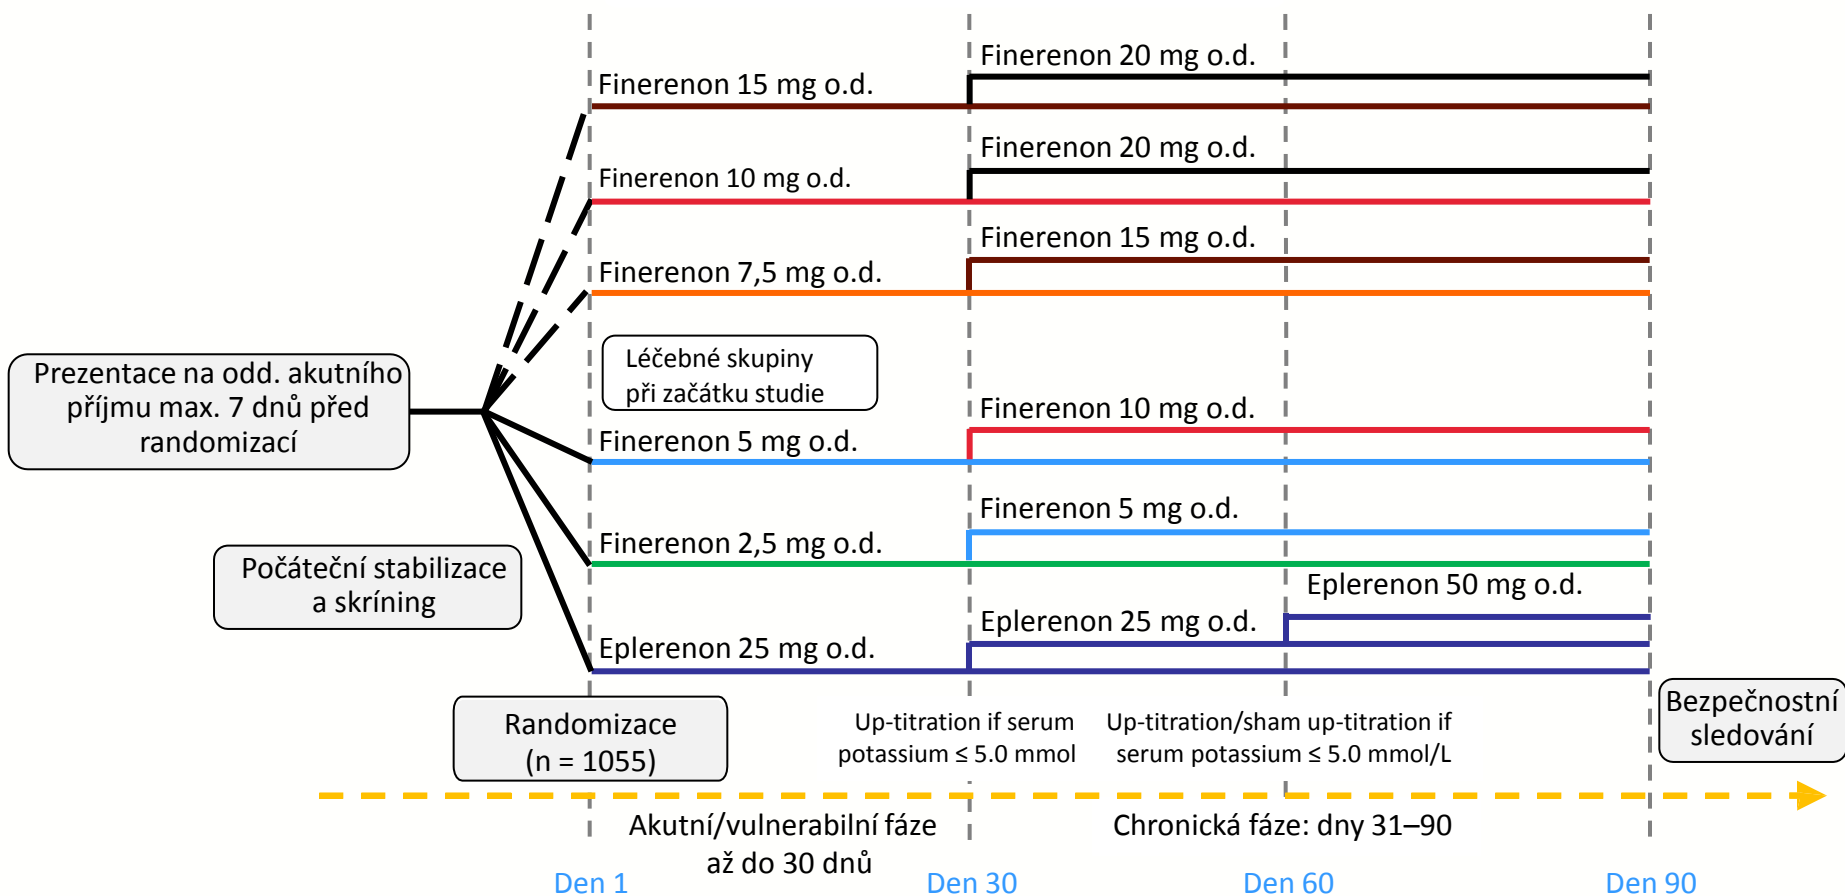 Finerenon 20 mg o.d.
Finerenon 15 mg o.d.
Finerenon 20 mg o.d.
Finerenon 10 mg o.d.
Finerenon 15 mg o.d.
Finerenon 7,5 mg o.d.
Léčebné skupiny
při začátku studie
Prezentace na odd. akutního
příjmu max. 7 dnů před
randomizací
Finerenon 10 mg o.d.
Finerenon 5 mg o.d.
Finerenon 5 mg o.d.
Finerenon 2,5 mg o.d.
Počáteční stabilizace
a skríning
Eplerenon 50 mg o.d.
Eplerenon 25 mg o.d.
Eplerenon 25 mg o.d.
Randomizace
(n = 1055)
Up-titration if serum
potassium ≤ 5.0 mmol
Up-titration/sham up-titration if
serum potassium ≤ 5.0 mmol/L
Bezpečnostní
sledování
Akutní/vulnerabilní fáze
až do 30 dnů
Chronická fáze: dny 31–90
Den 1
Den 30
Den 60
Den 90